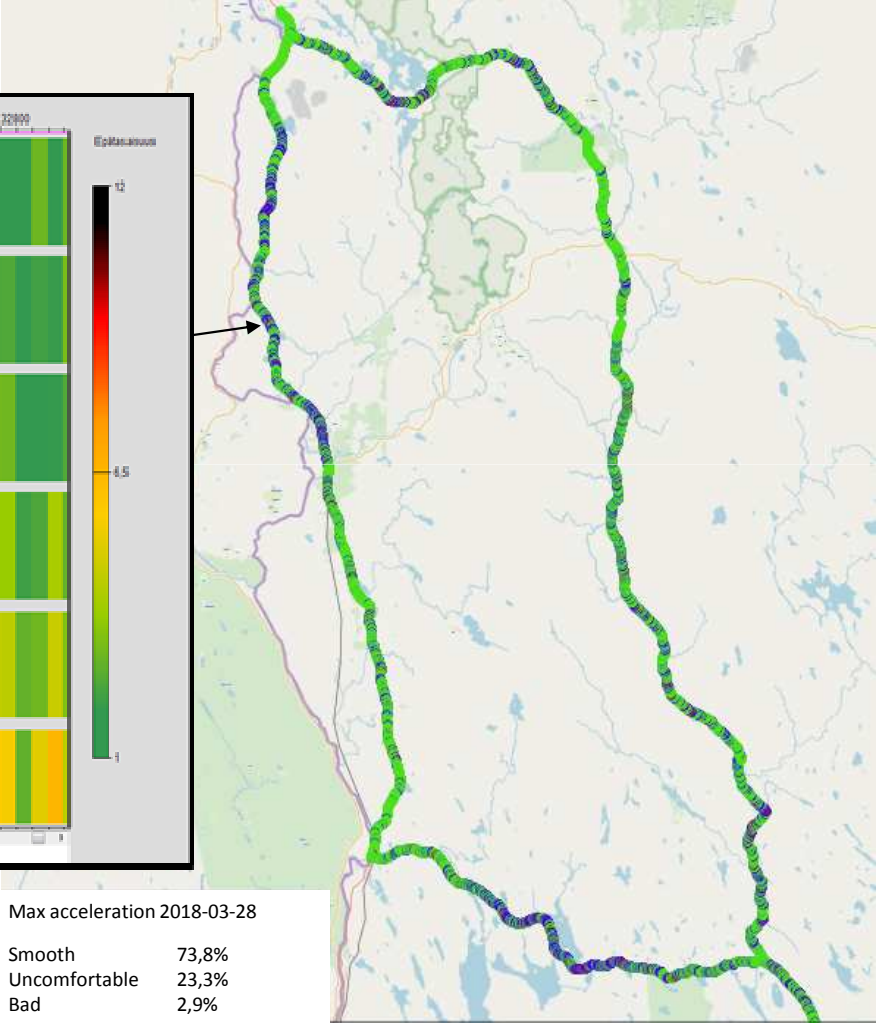 32800
Epätasaisuus
12
6,5
1
Max acceleration 2018-03-28
Smooth 73,8%
Uncomfortable 23,3%
Bad 2,9%